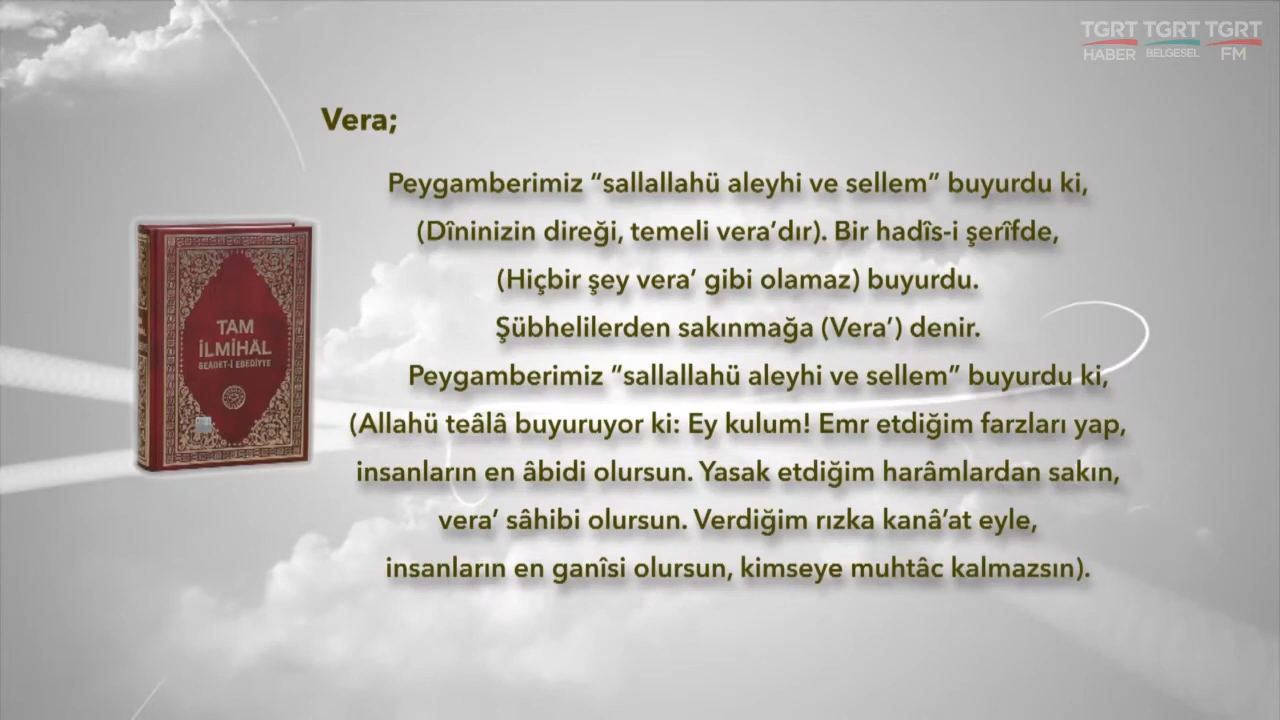 TGRT TGRT TGRT
HABER BELGESEL FM
Vera;
Peygamberimiz “sallallahü aleyhi ve sellem” buyurdu ki,
(Dîninizin direği, temeli vera’dır). Bir hadîs-i şerîfde,
(Hiçbir şey vera’ gibi olamaz) buyurdu.
Şübhelilerden sakınmağa (Vera’) denir.
Peygamberimiz “sallallahü aleyhi ve sellem” buyurdu ki,
(Allahü teâlâ buyuruyor ki: Ey kulum! Emr etdiğim farzları yap,
insanların en âbidi olursun. Yasak etdiğim harâmlardan sakın,
vera’ sâhibi olursun. Verdiğim rızka kanâ’at eyle,
insanların en ganîsi olursun, kimseye muhtâc kalmazsın).
TAM
İLMİHÂL
SEÂDET-İ EBEDİYYE